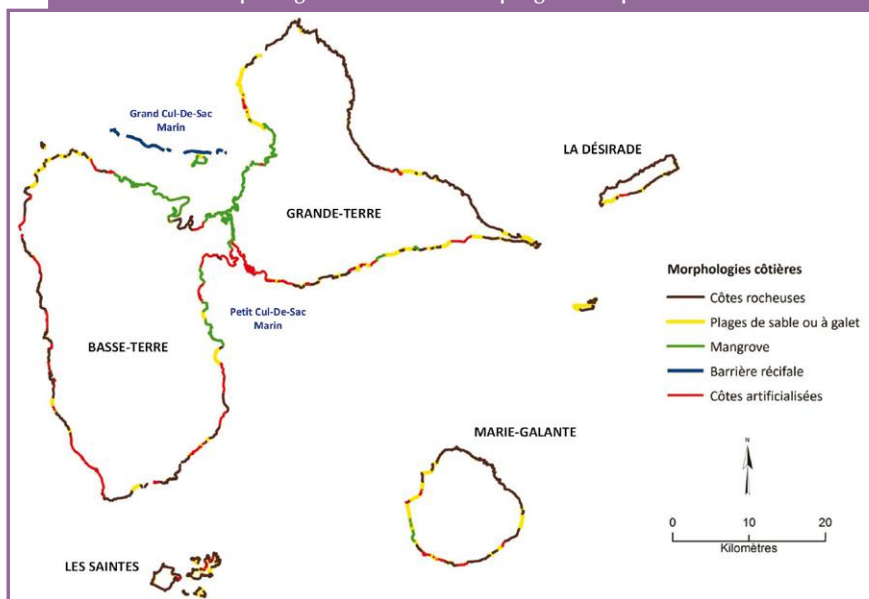 Grand Cul-De-Sac
Marin
LA DÉSIRADE
GRANDE-TERRE
Morphologies côtières
Côtes rocheuses
Plages de sable ou à galet
Petit Cul-De-Sac
Marin
Mangrove
BASSE-TERRE
Barrière récifale
Côtes artificialisées
MARIE-GALANTE
N
0 10 20
Kilomètres
LES SAINTES